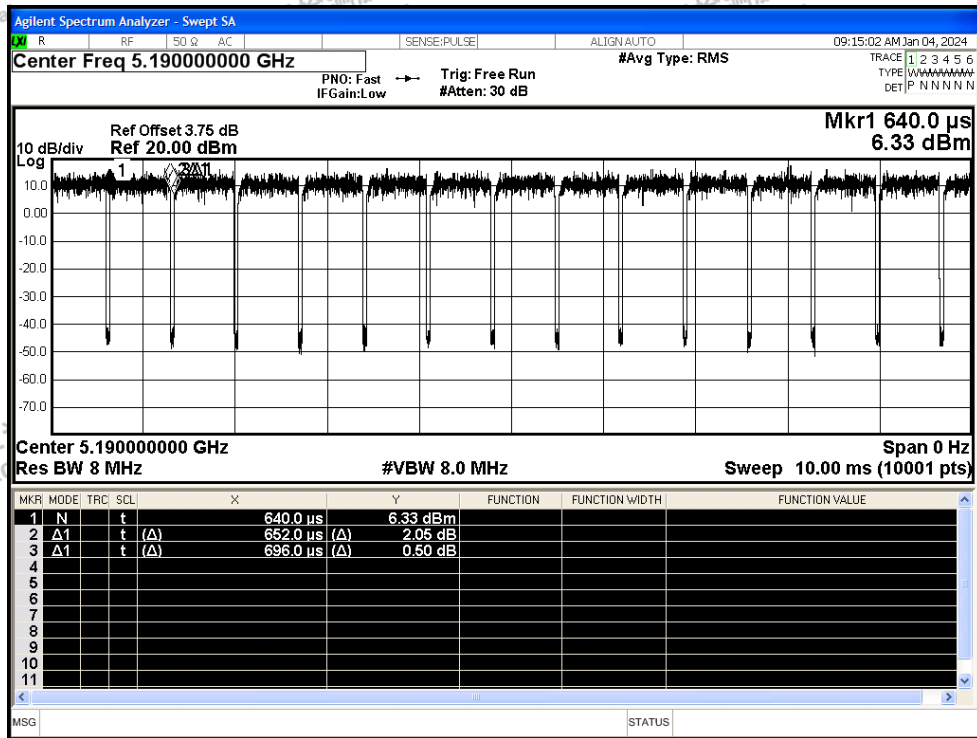 Agilent Spectrum Analyzer - Swept SA
LXI R RF 50 Ω AC SENSE:PULSE ALIGN AUTO 09:15:02 AM Jan 04, 2024
Center Freq 5.190000000 GHz
PNO: Fast
IFGain:Low
Trig: Free Run
#Atten: 30 dB
#Avg Type: RMS
TRACE 1 2 3 4 5 6
TYPE
DET P N N N N N
Mkr1 640.0 µs
6.33 dBm
Ref Offset 3.75 dB
10 dB/div Ref 20.00 dBm
Log
1 3Δ1
10.0
0.00
-10.0
-20.0
-30.0
-40.0
-50.0
-60.0
-70.0
Center 5.190000000 GHz Span 0 Hz
Res BW 8 MHz #VBW 8.0 MHz Sweep 10.00 ms (10001 pts)
MKR MODE TRC SCL X Y FUNCTION FUNCTION WIDTH FUNCTION VALUE
1 N t 640.0 µs 6.33 dBm
2 Δ1 t (Δ) 652.0 µs (Δ) 2.05 dB
3 Δ1 t (Δ) 696.0 µs (Δ) 0.50 dB
4
5
6
7
8
9
10
11
MSG STATUS